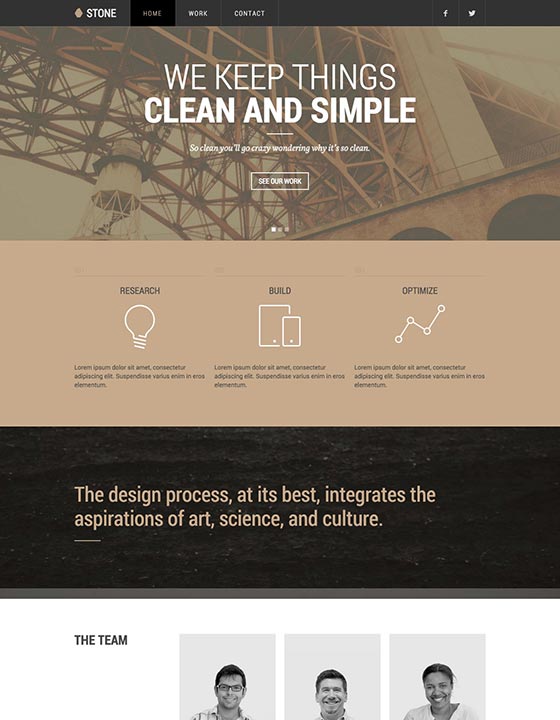 STONE
HOME
WORK
CONTACT
WE KEEP THINGS
CLEAN AND SIMPLE
So clean you'll go crazy wondering why it's so clean.
SEE OUR WORK
RESEARCH
Lorem ipsum dolor sit amet, consectetur
adipiscing elit. Suspendisse varius enim in eros
elementum.
BUILD
Lorem ipsum dolor sit amet, consectetur
adipiscing elit. Suspendisse varius enim in eros
elementum.
OPTIMIZE
Lorem ipsum dolor sit amet, consectetur
adipiscing elit. Suspendisse varius enim in eros
elementum.
The design process, at its best, integrates the
aspirations of art, science, and culture.
THE TEAM